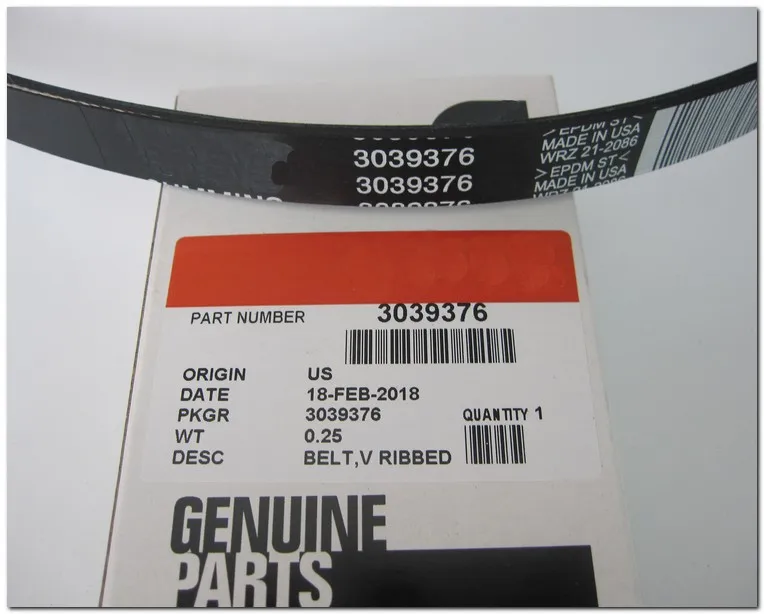 3039376
3039376
> EPDM ST <
MADE IN USA
WRZ 21-2086
> EPDM ST <
MADE IN USA
PART NUMBER 3039376
ORIGIN US
DATE 18-FEB-2018
PKGR 3039376 QUANTITY 1
WT 0.25
DESC BELT,V RIBBED
GENUINE
PARTS